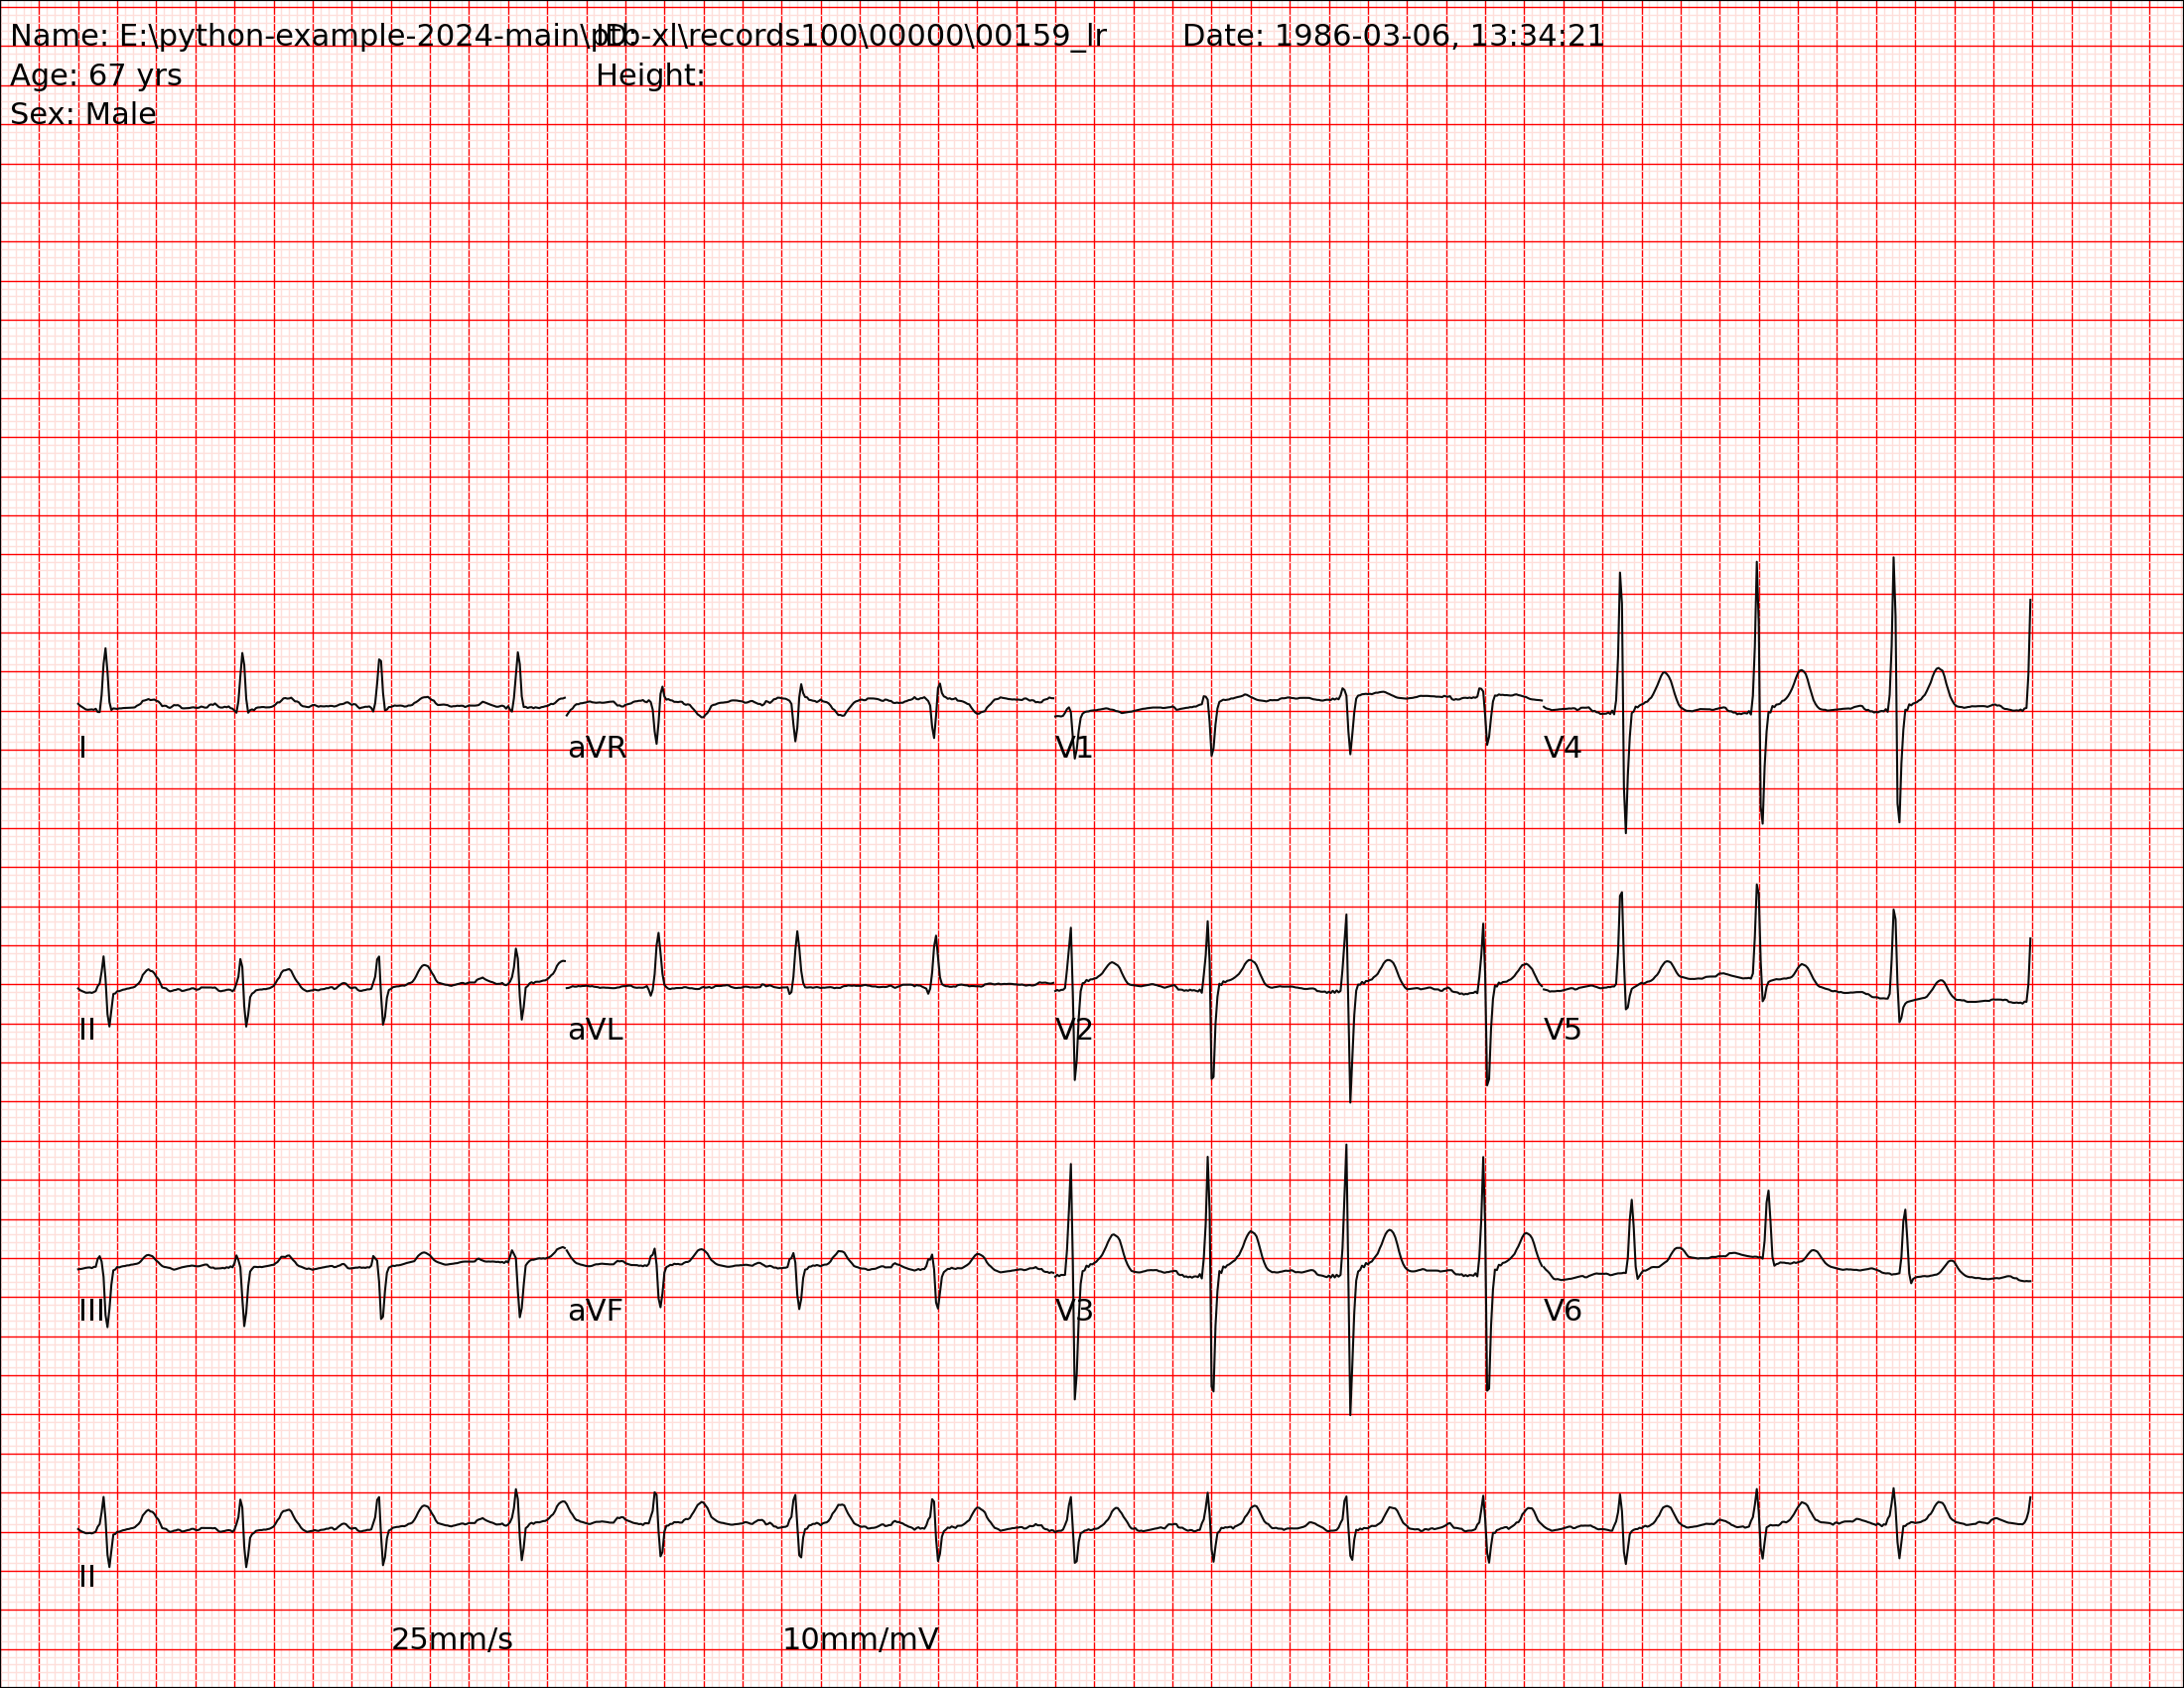 Name: E:\python-example-2024-main\ptb-xl\records100\00000\00159_lr ID: Date: 1986-03-06, 13:34:21
Age: 67 yrs Height:
Sex: Male
I aVR V1 V4
II aVL V2 V5
III aVF V3 V6
II
25mm/s 10mm/mV